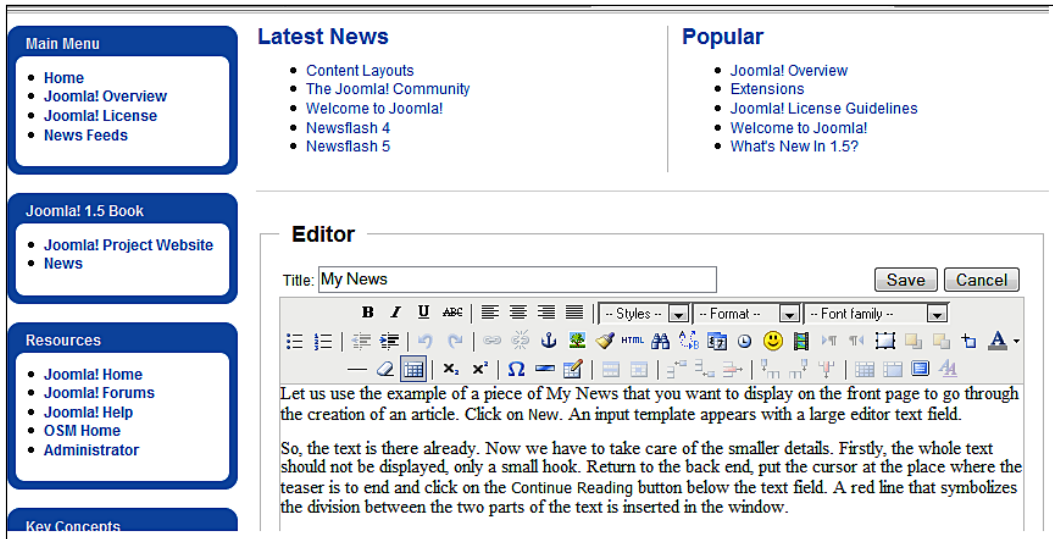 Main Menu
Home
Joomla! Overview
Joomla! License
News Feeds
Joomla! 1.5 Book
Joomla! Project Website
News
Resources
Joomla! Home
Joomla! Forums
Joomla! Help
OSM Home
Administrator
Key Concepts
Latest News
Content Layouts
The Joomla! Community
Welcome to Joomla!
Newsflash 4
Newsflash 5
Popular
Joomla! Overview
Extensions
Joomla! License Guidelines
Welcome to Joomla!
What's New In 1.5?
Editor
Title: My News
Save Cancel
B I U ABC -- Styles -- -- Format -- -- Font family --
HTML
Let us use the example of a piece of My News that you want to display on the front page to go through
the creation of an article. Click on New. An input template appears with a large editor text field.
So, the text is there already. Now we have to take care of the smaller details. Firstly, the whole text
should not be displayed, only a small hook. Return to the back end, put the cursor at the place where the
teaser is to end and click on the Continue Reading button below the text field. A red line that symbolizes
the division between the two parts of the text is inserted in the window.